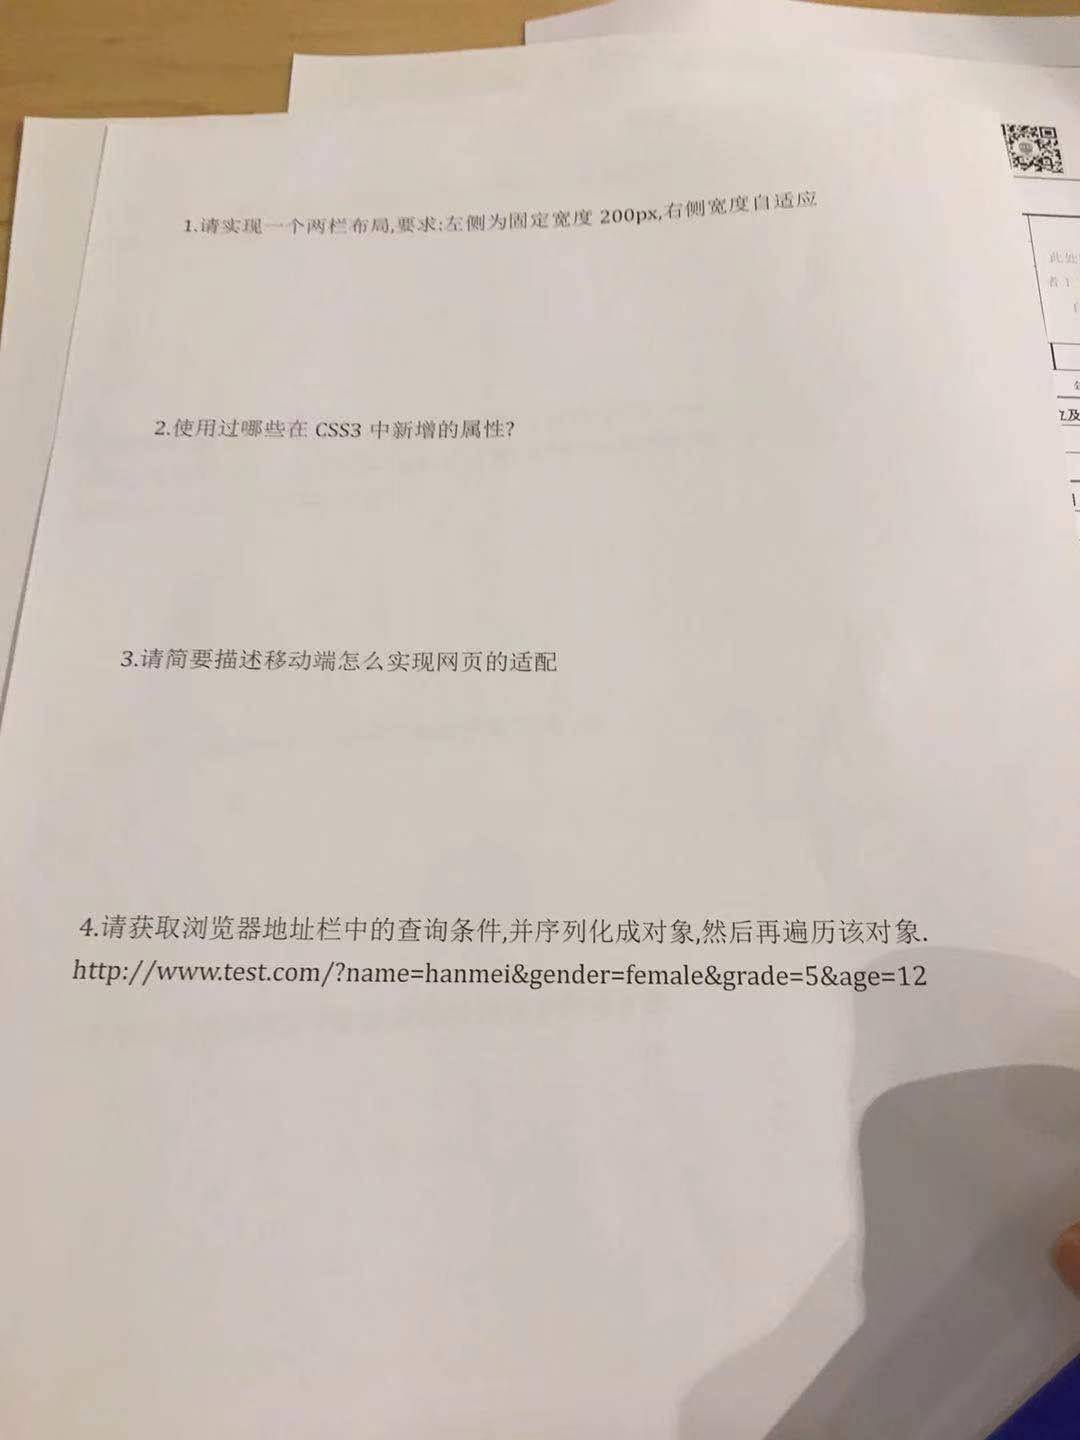 1.请实现一个两栏布局,要求:左侧为固定宽度 200px,右侧宽度自适应
2.使用过哪些在 CSS3 中新增的属性?
3.请简要描述移动端怎么实现网页的适配
4.请获取浏览器地址栏中的查询条件,并序列化成对象,然后再遍历该对象.
http://www.test.com/?name=hanmei&gender=female&grade=5&age=12
此处